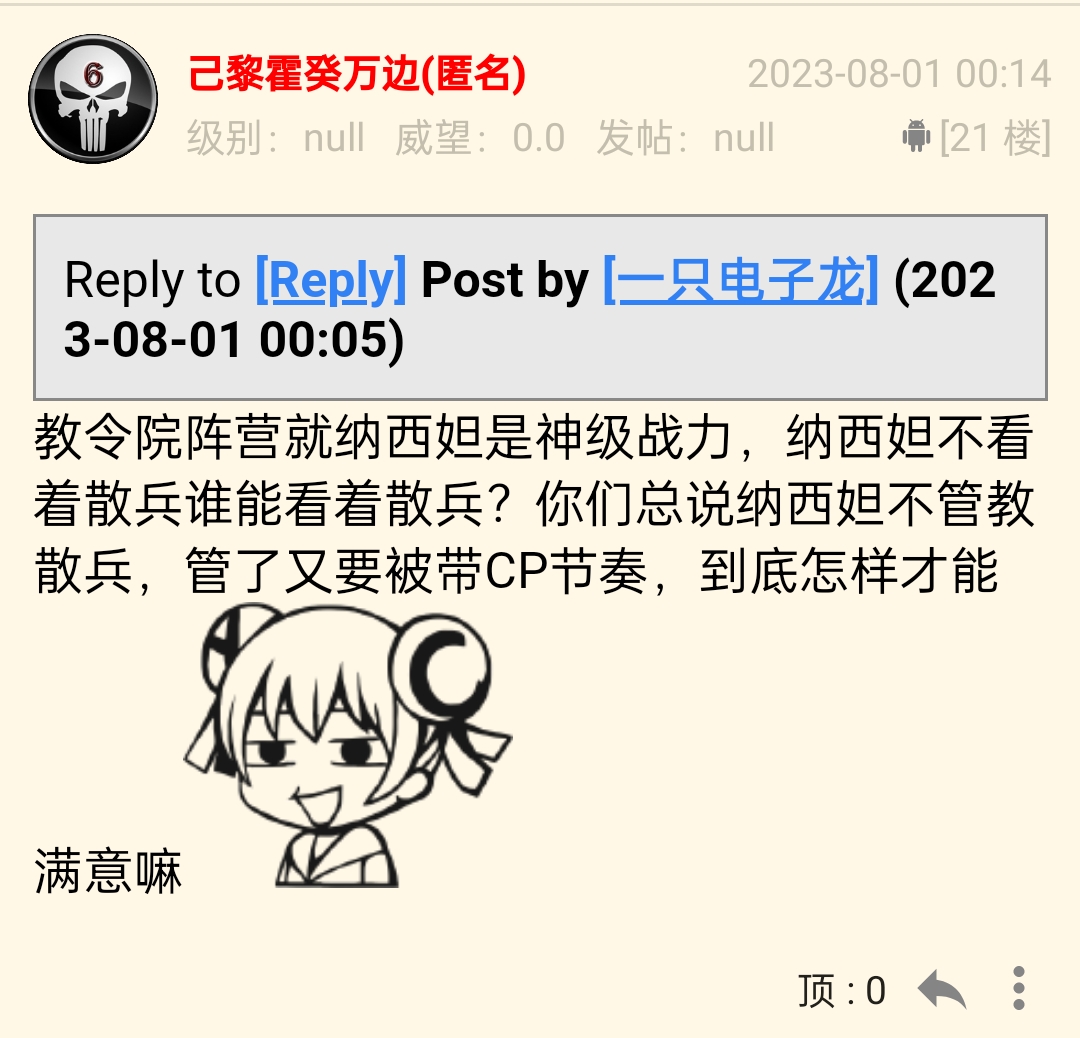 6
己黎霍癸万边(匿名)
2023-08-01 00:14
级别：null 威望：0.0 发帖：null
[21 楼]
Reply to [Reply] Post by [一只电子龙] (202
3-08-01 00:05)
教令院阵营就纳西妲是神级战力，纳西妲不看
着散兵谁能看着散兵？你们总说纳西妲不管教
散兵，管了又要被带CP节奏，到底怎样才能
满意嘛
顶 : 0